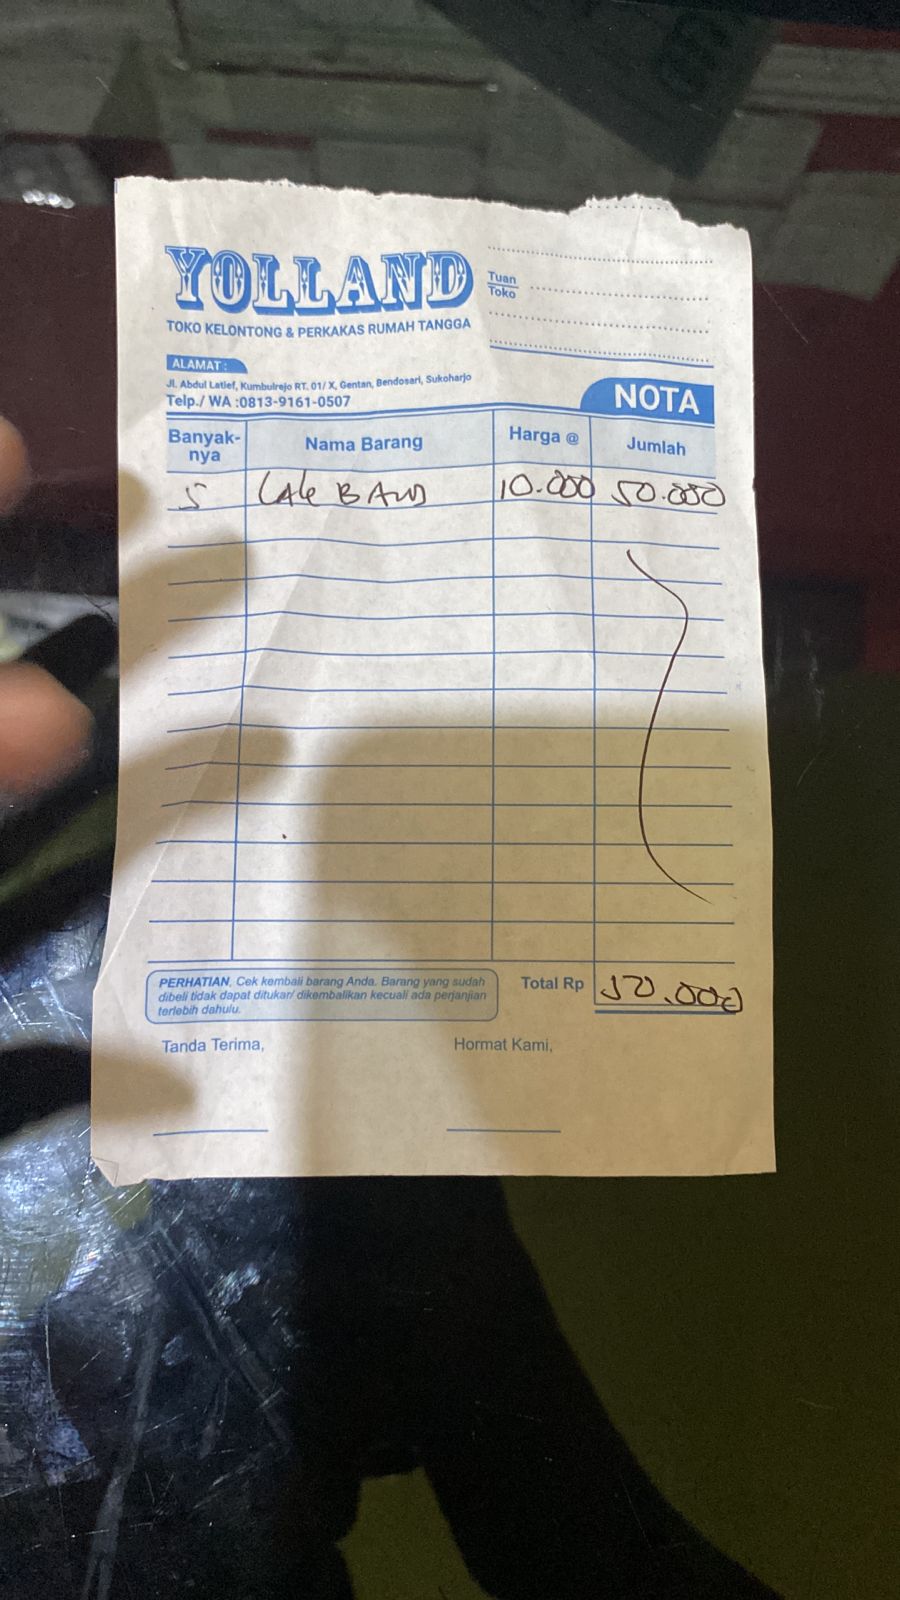 YOLLAND
TOKO KELONTONG & PERKAKAS RUMAH TANGGA
Tuan
Toko
ALAMAT :
Jl. Abdul Latief, Kumbulrejo RT. 01/ X, Gentan, Bendosari, Sukoharjo
Telp./ WA :0813-9161-0507
NOTA
Banyak-nya Nama Barang Harga @ Jumlah
5 10.000 50.000
PERHATIAN, Cek kembali barang Anda. Barang yang sudah
dibeli tidak dapat ditukar/ dikembalikan kecuali ada perjanjian
terlebih dahulu.
Total Rp 50.000
Tanda Terima, Hormat Kami,